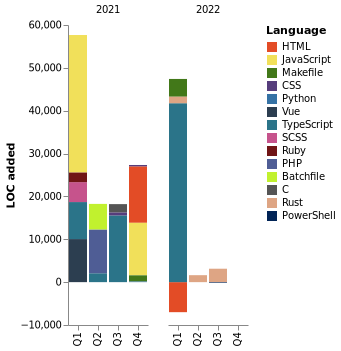 2021
2022
LOC added
60,000
50,000
40,000
30,000
20,000
10,000
0
−10,000
Q1
Q2
Q3
Q4
Q1
Q2
Q3
Q4
Language
HTML
JavaScript
Makefile
CSS
Python
Vue
TypeScript
SCSS
Ruby
PHP
Batchfile
C
Rust
PowerShell